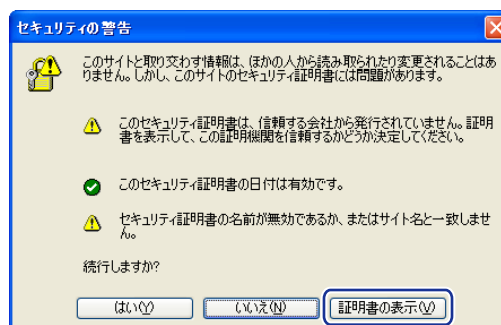 セキュリティの警告
このサイトと取り交わす情報は、ほかの人から読み取られたり変更されることはあ
りません。しかし、このサイトのセキュリティ証明書には問題があります。
このセキュリティ証明書は、信頼する会社から発行されていません。証明
書を表示して、この証明機関を信頼するかどうか決定してください。
このセキュリティ証明書の日付は有効です。
セキュリティ証明書の名前が無効であるか、またはサイト名と一致しませ
ん。
続行しますか?
はい(Y) いいえ(N) 証明書の表示(V)